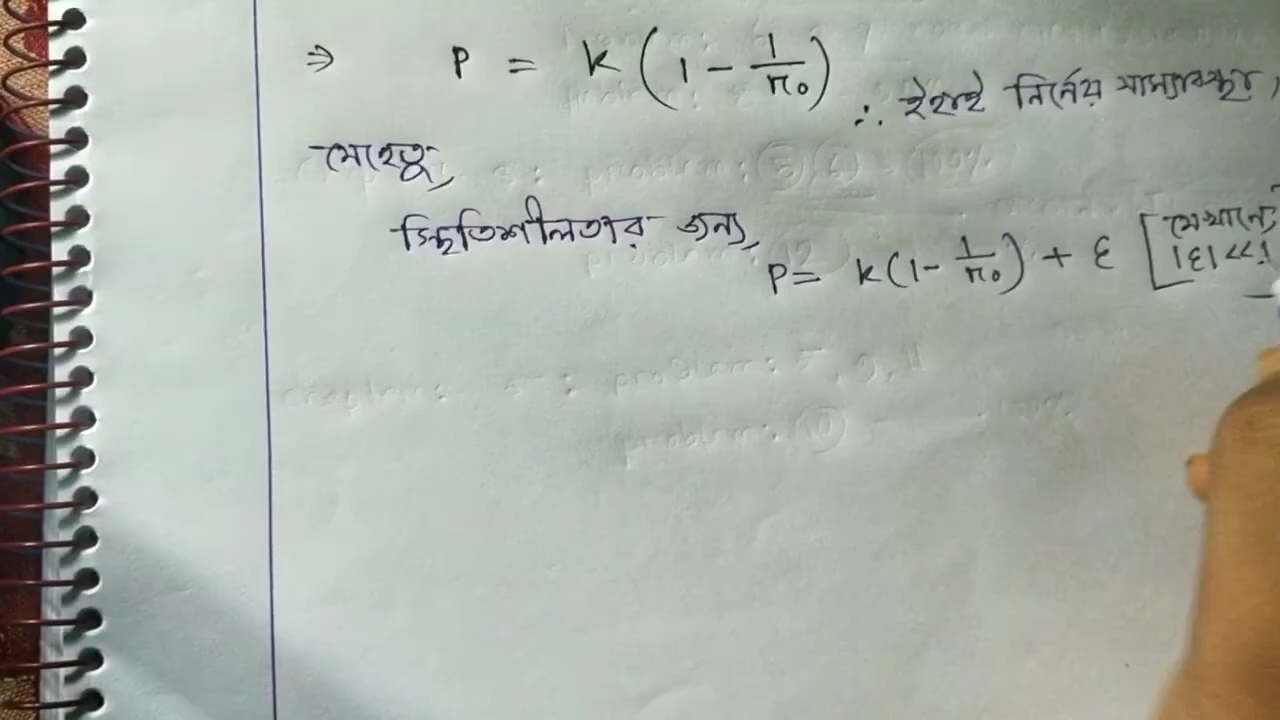 ⇒ P = k(1 - 1/π₀) ∴ ইহাই নির্ণেয় সাম্যাবস্থা,
যেহেতু,
স্থিতিশীলতার জন্য,
P = k(1 - 1/π₀) + ε [যেখানে, |ε| << 1]